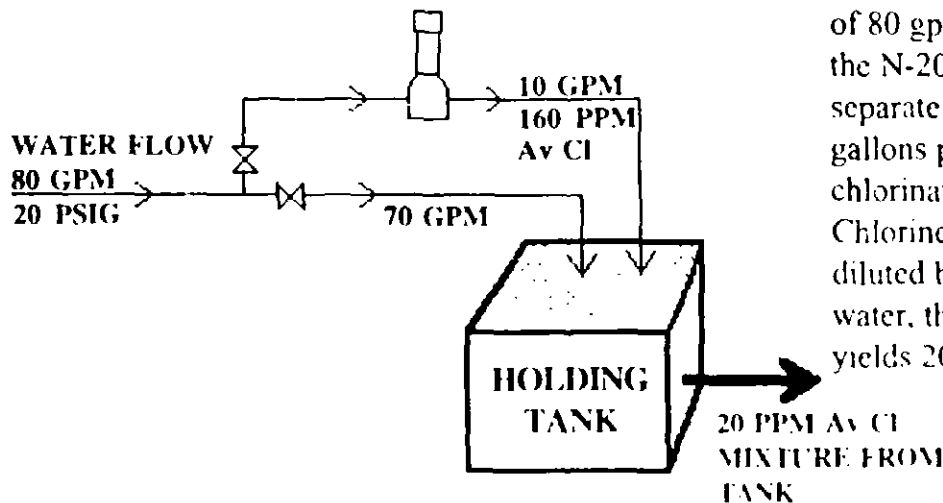 WATER FLOW
80 GPM
20 PSIG
10 GPM
160 PPM
Av Cl
70 GPM
HOLDING
TANK
20 PPM Av Cl
MIXTURE FROM
TANK
of 80 gp
the N-20
separate
gallons p
chlorinat
Chlorine
diluted b
water, th
yields 20